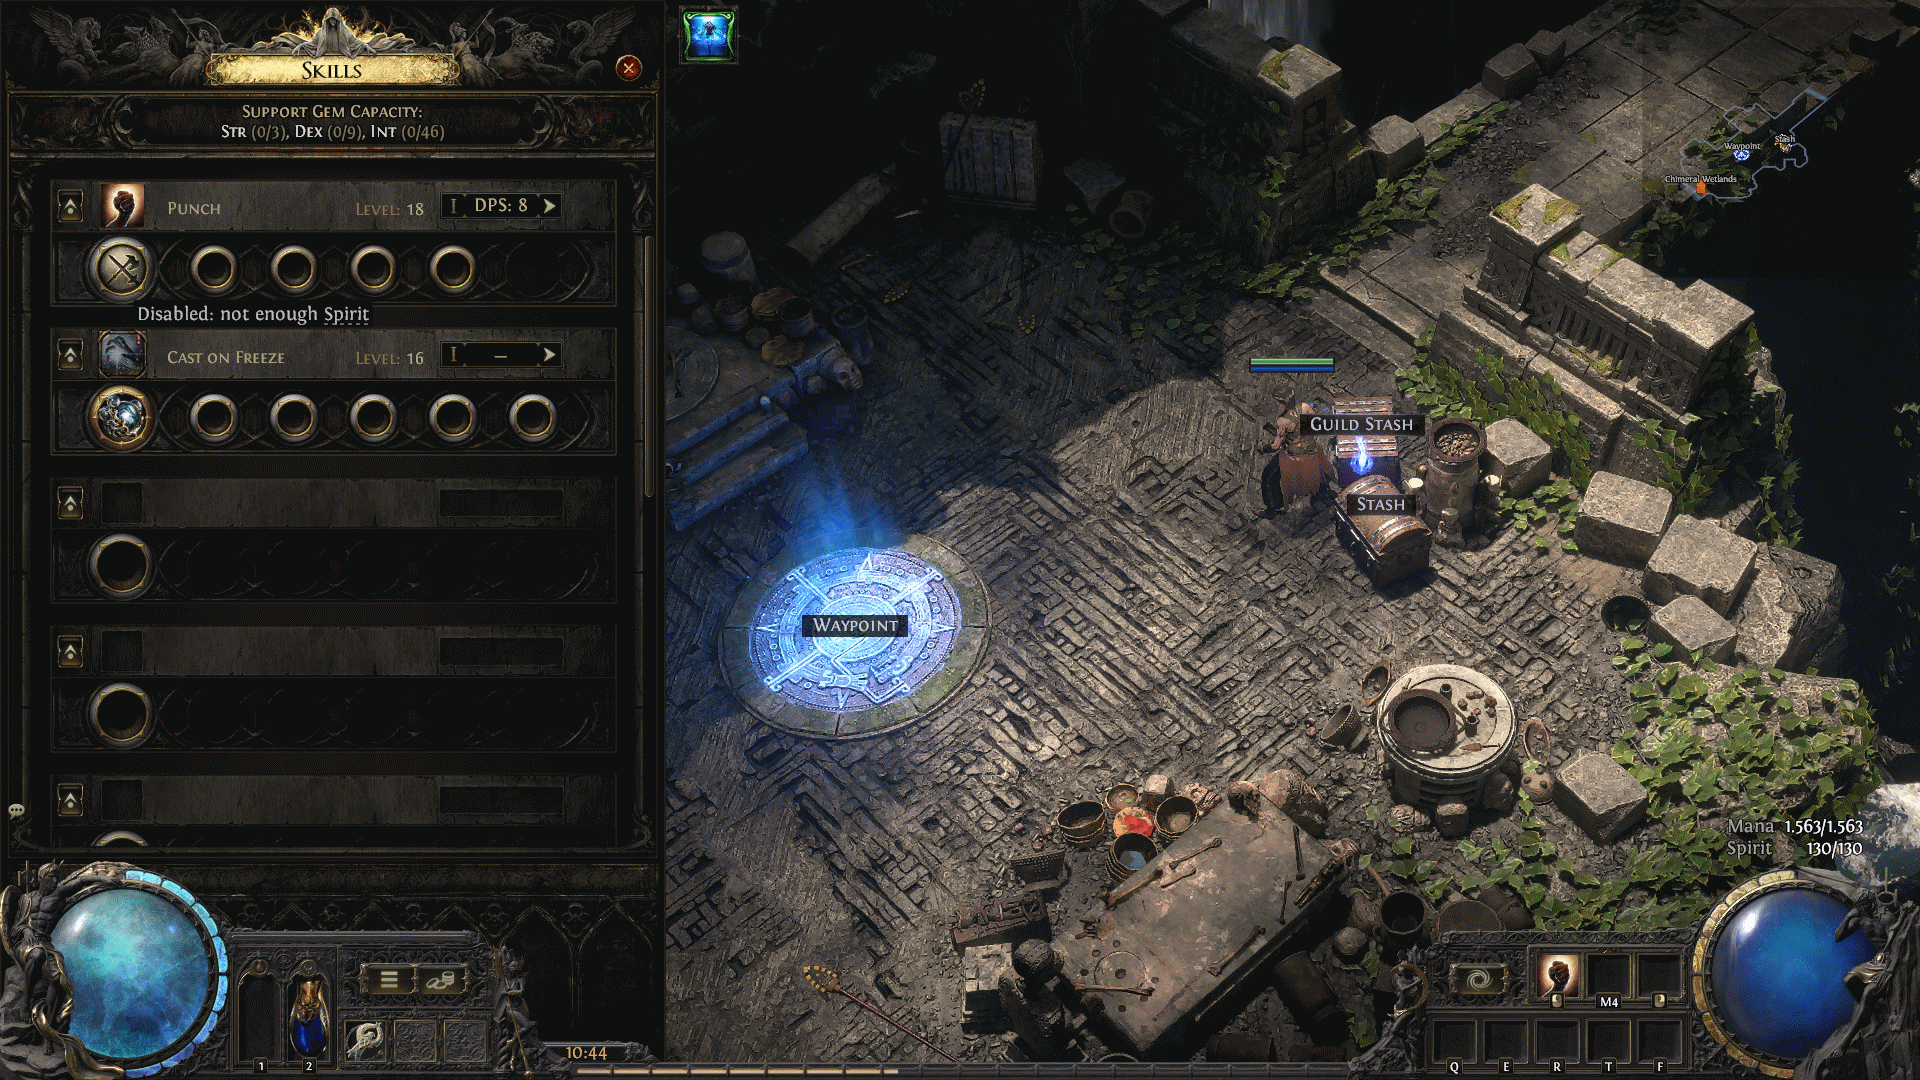 Skills
Support Gem Capacity:
Str (0/3), Dex (0/9), Int (0/46)
Punch
Level: 18
I
DPS: 8
Disabled: not enough Spirit
Cast on Freeze
Level: 16
I
–
Waypoint
Stash
Chimeral Wetlands
Guild Stash
Stash
Waypoint
Mana 1.563/1.563
Spirit 130/130
M4
1
2
10:44
Q
E
R
T
F